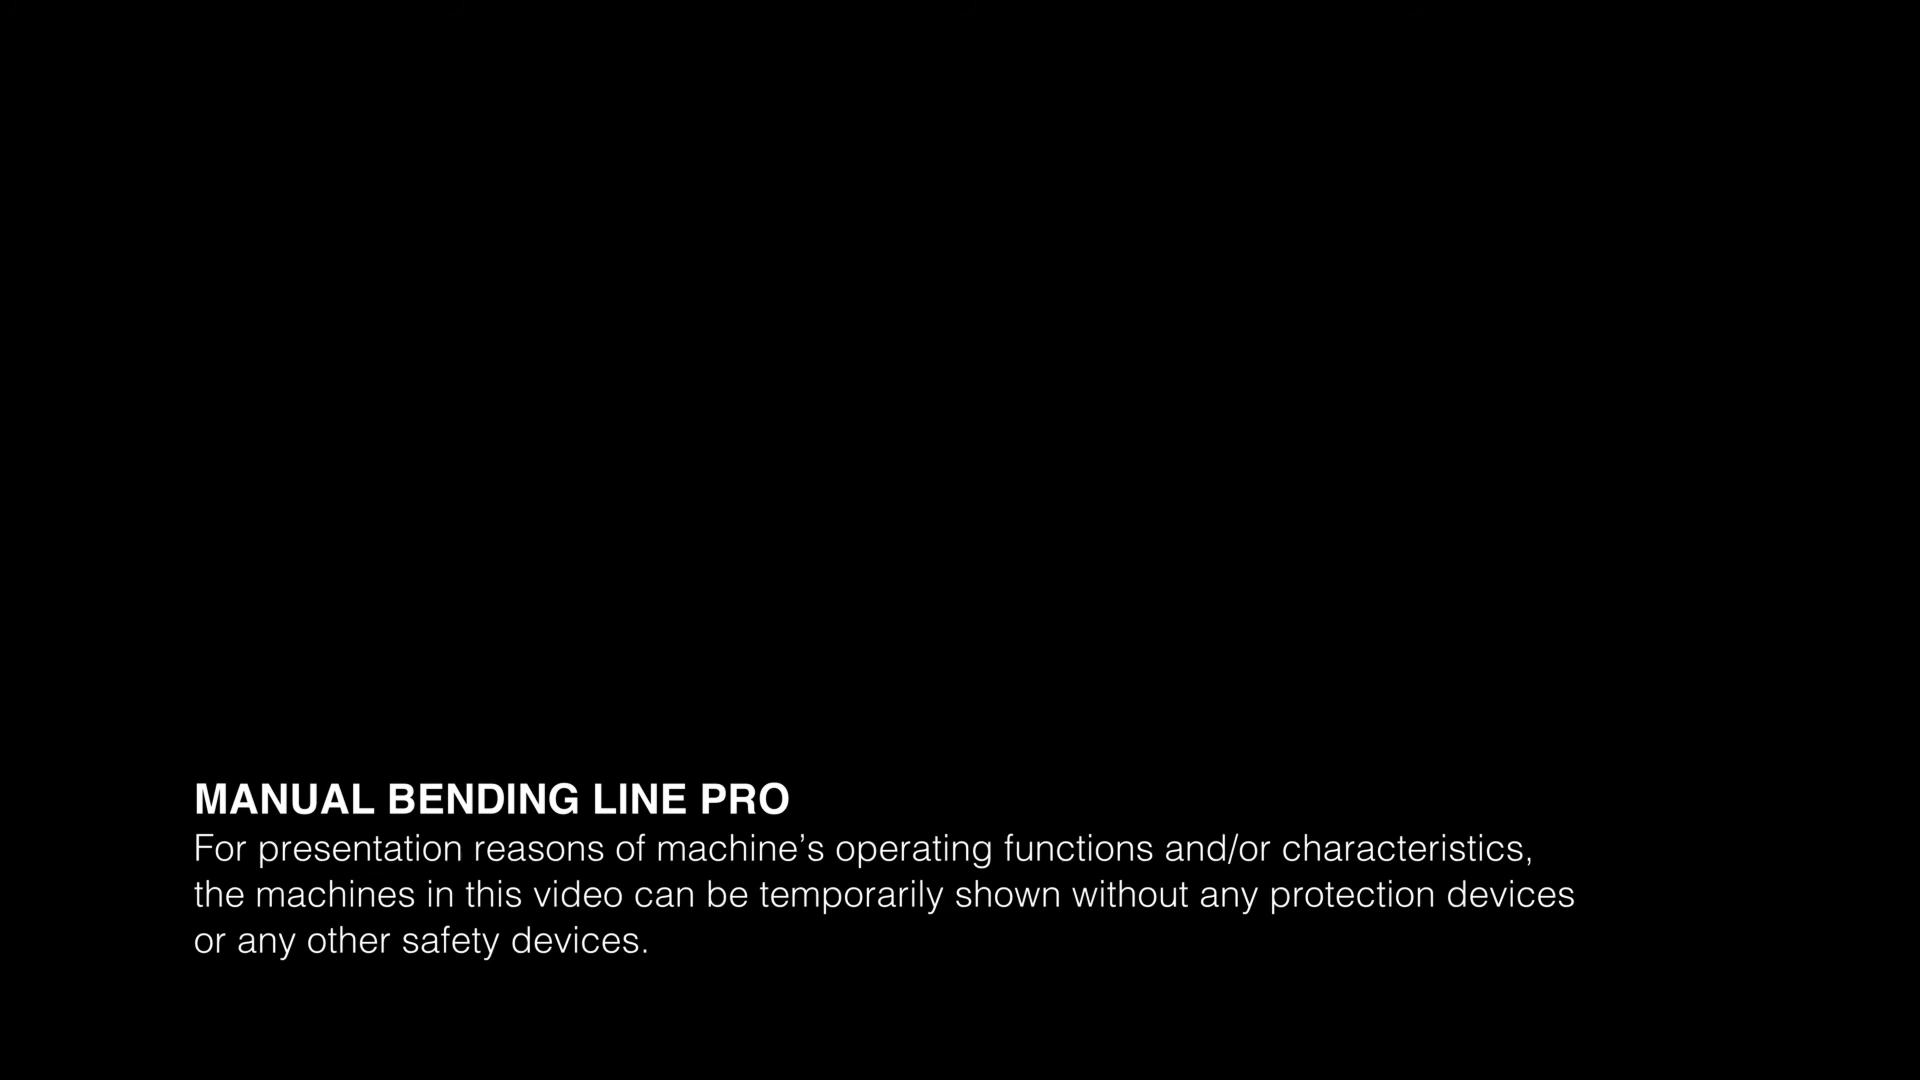 MANUAL BENDING LINE PRO
For presentation reasons of machine’s operating functions and/or characteristics,
the machines in this video can be temporarily shown without any protection devices
or any other safety devices.